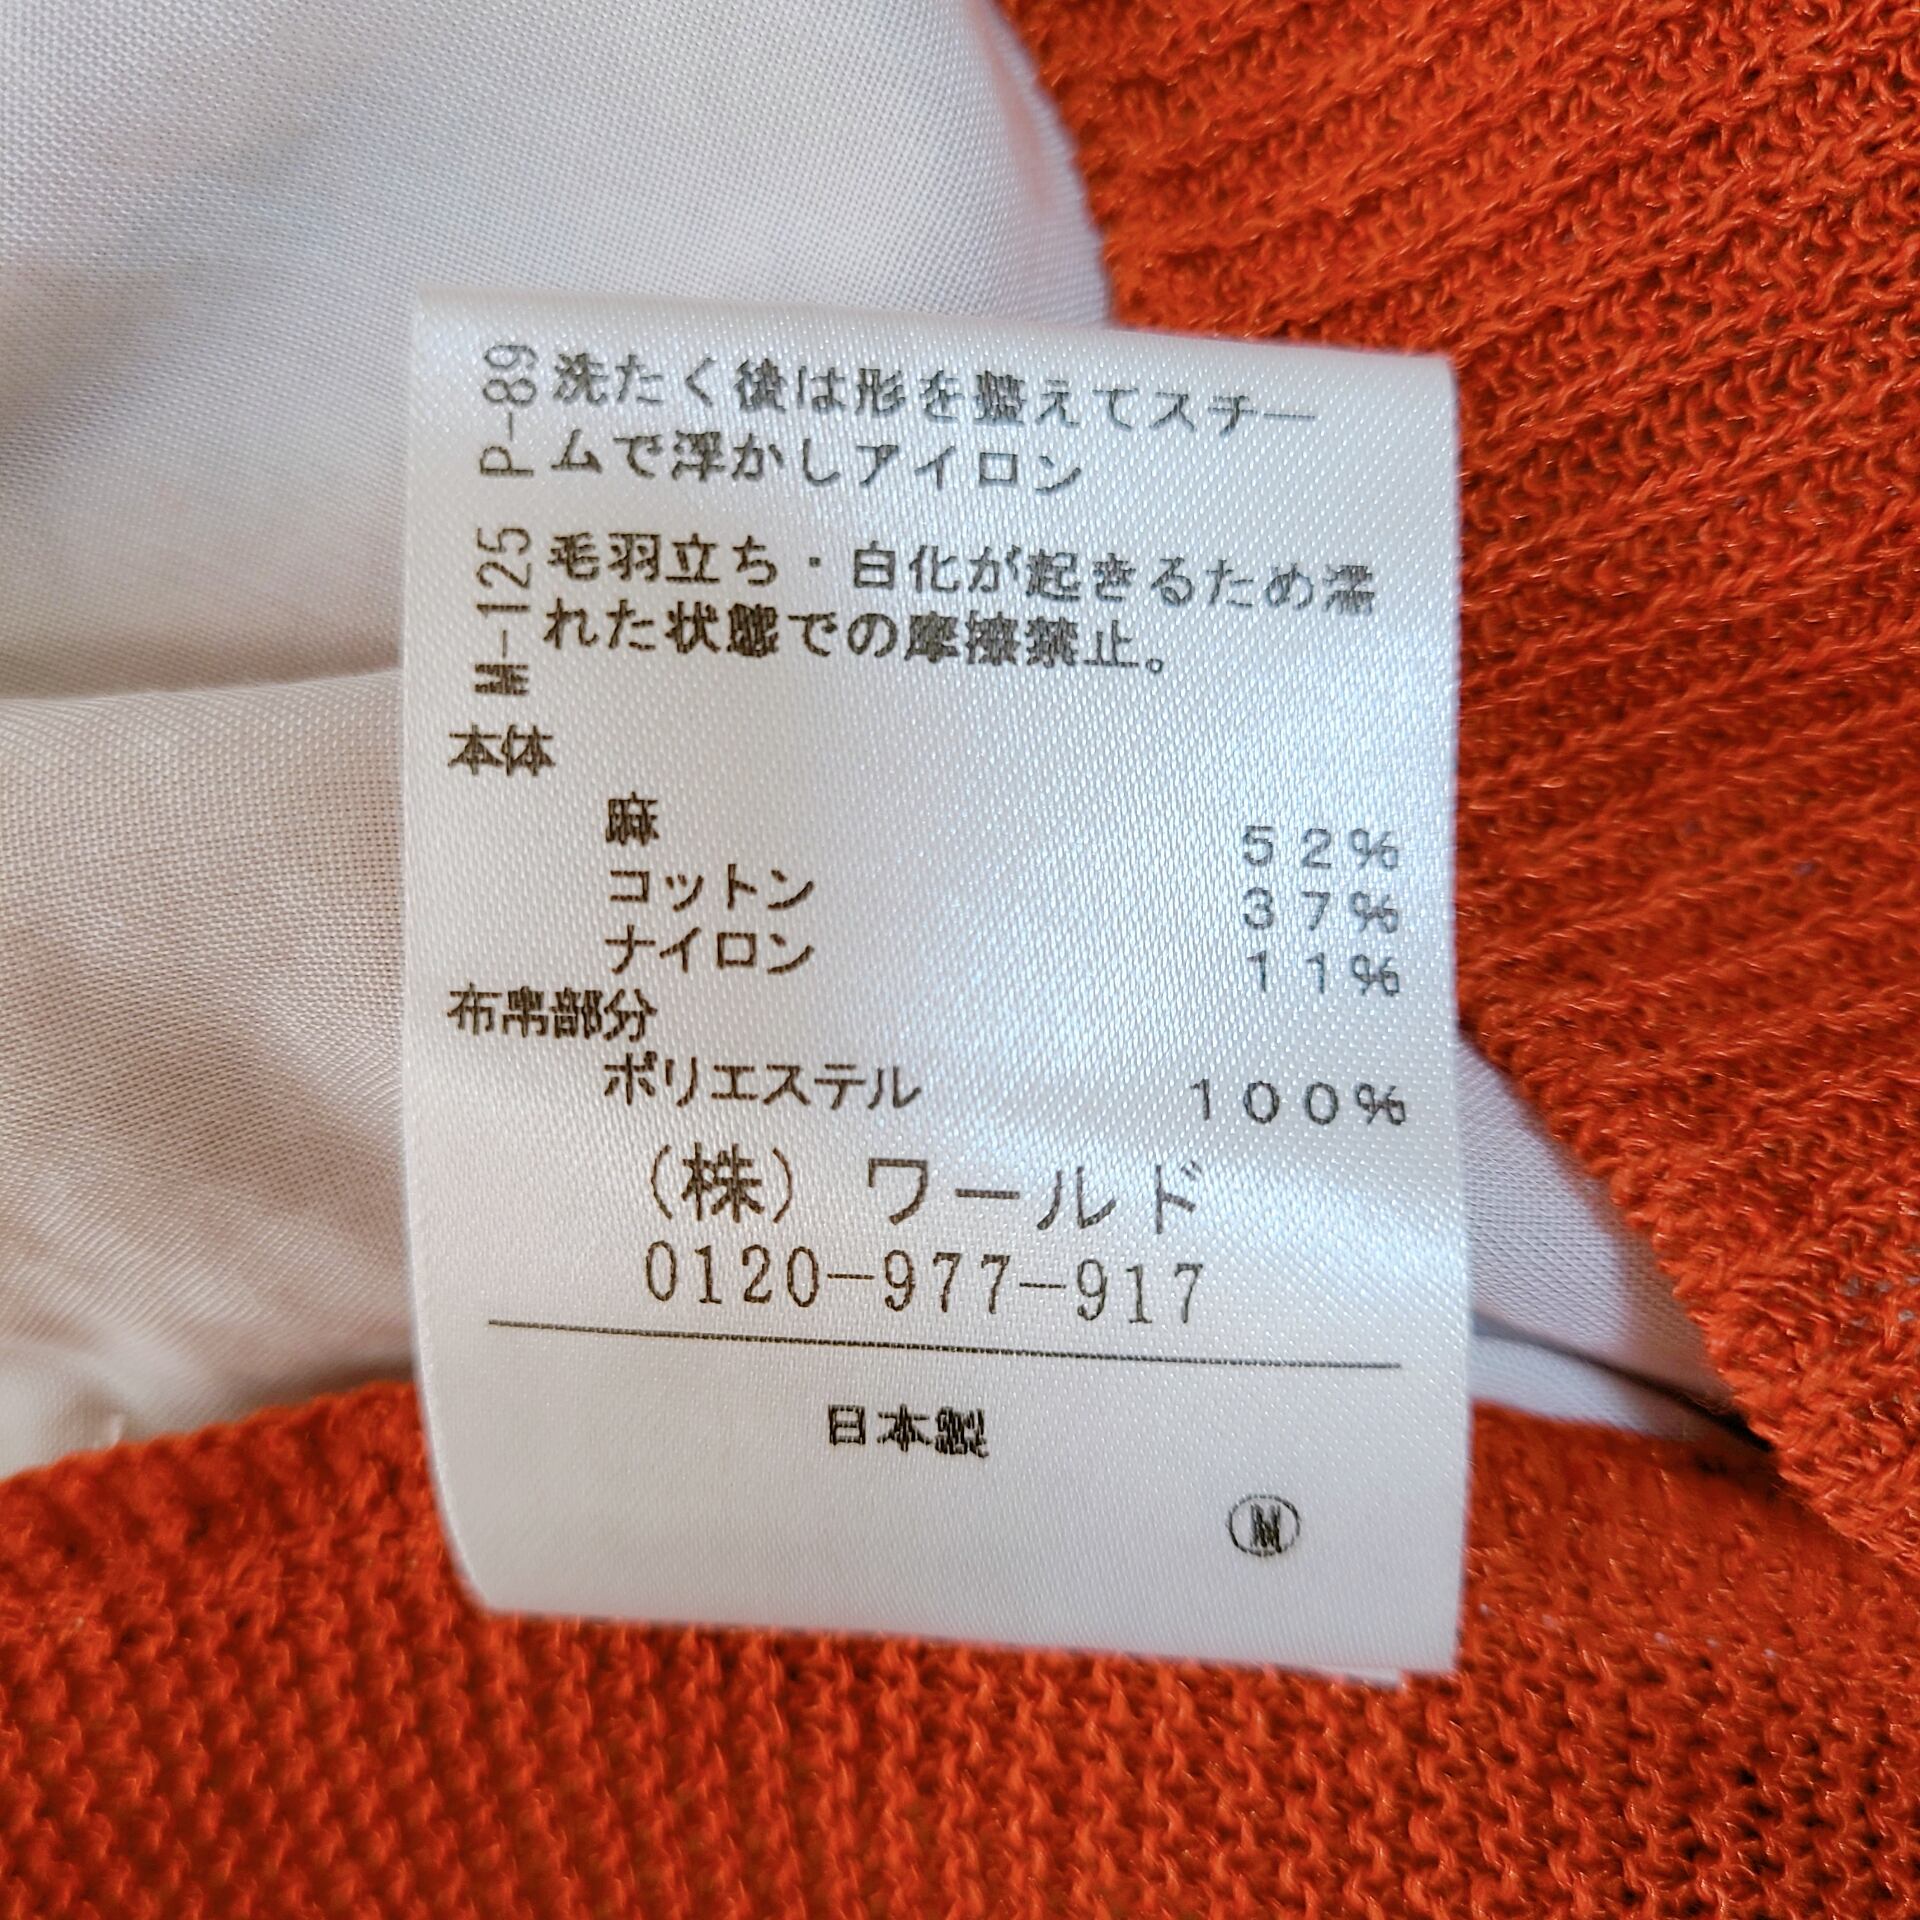 P-89 洗たく後は形を整えてスチー
ムで浮かしアイロン
M-125 毛羽立ち・白化が起きるため濡
れた状態での摩擦禁止。
本体
麻 52%
コットン 37%
ナイロン 11%
布帛部分
ポリエステル 100%
(株) ワールド
0120-977-917
日本製
Ⓜ